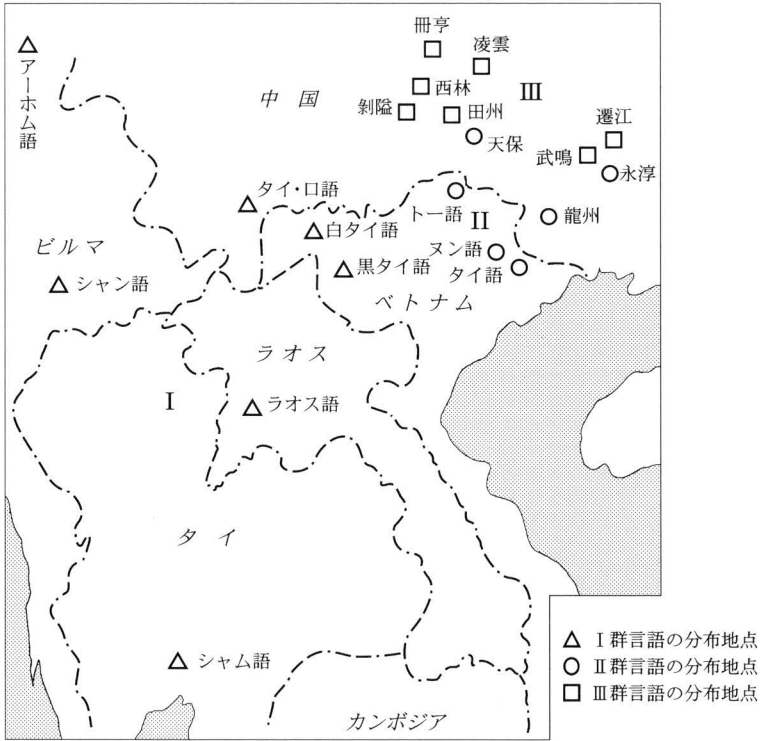 冊亨
凌雲
アーホム語
中国
西林
Ⅲ
剝隘
田州
遷江
天保
武鳴
永淳
タイ・ロ語
トー語
Ⅱ
龍州
白タイ語
ビルマ
ヌン語
黒タイ語
タイ語
シャン語
ベトナム
ラオス
Ⅰ
ラオス語
タイ
シャム語
カンボジア
△ Ⅰ群言語の分布地点
○ Ⅱ群言語の分布地点
□ Ⅲ群言語の分布地点